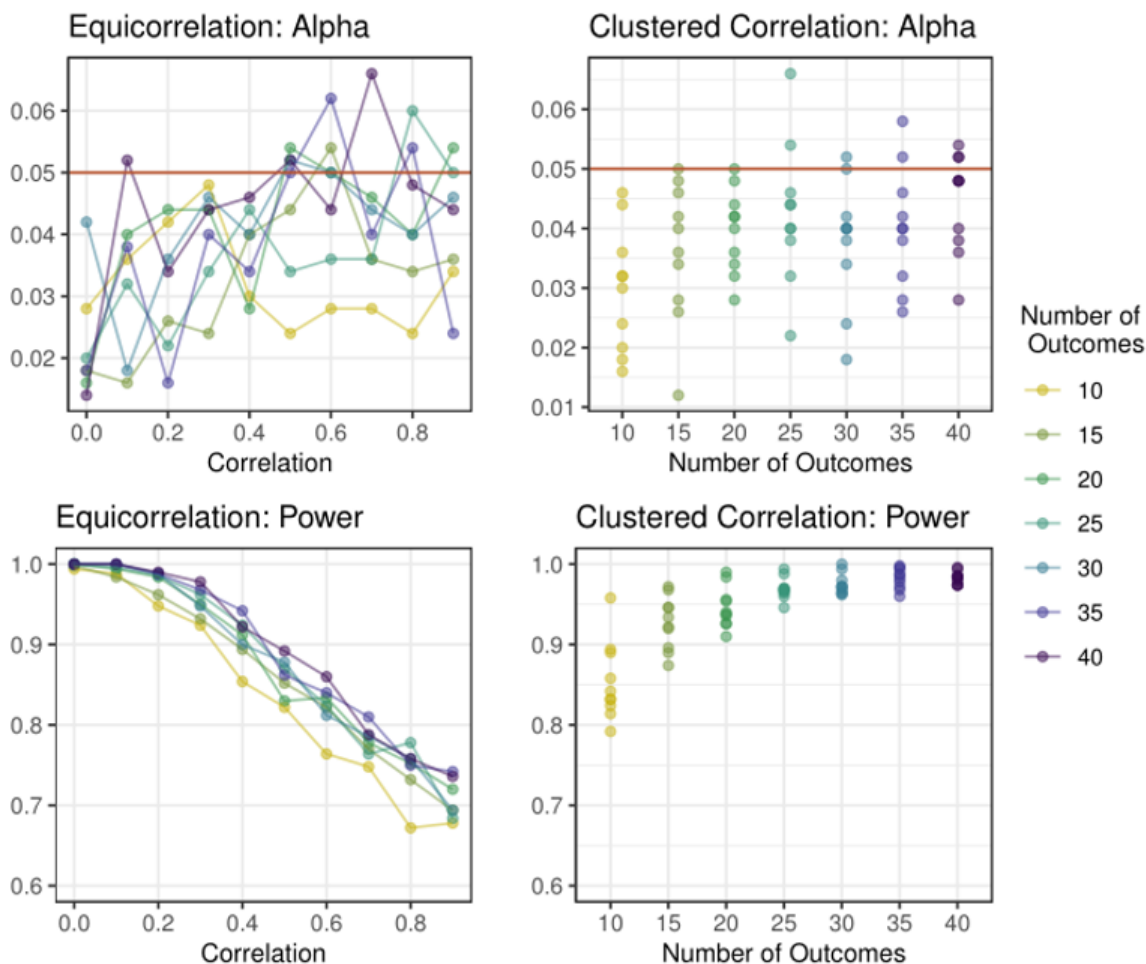 Equicorrelation: Alpha
0.06
0.05
0.04
0.03
0.02
0.0 0.2 0.4 0.6 0.8
Correlation
Clustered Correlation: Alpha
0.06
0.05
0.04
0.03
0.02
0.01
10 15 20 25 30 35 40
Number of Outcomes
Equicorrelation: Power
1.0
0.9
0.8
0.7
0.6
0.0 0.2 0.4 0.6 0.8
Correlation
Clustered Correlation: Power
1.0
0.9
0.8
0.7
0.6
10 15 20 25 30 35 40
Number of Outcomes
Number of
Outcomes
10
15
20
25
30
35
40